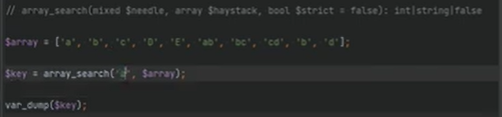 // array_search(mixed $needle, array $haystack, bool $strict = false): int|string|false
$array = ['a', 'b', 'c', 'D', 'E', 'ab', 'bc', 'cd', 'b', 'd'];
$key = array_search('a', $array);
var_dump($key);